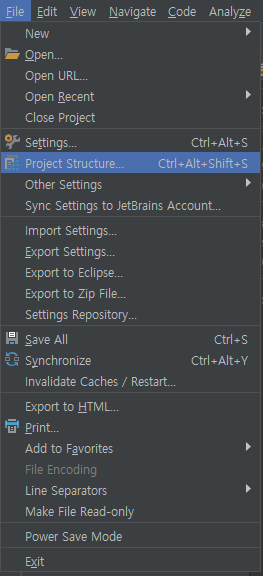 File Edit View Navigate Code Analyze
New
Open...
Open URL...
Open Recent
Close Project
Settings... Ctrl+Alt+S
Project Structure... Ctrl+Alt+Shift+S
Other Settings
Sync Settings to JetBrains Account...
Import Settings...
Export Settings...
Export to Eclipse...
Export to Zip File...
Settings Repository...
Save All Ctrl+S
Synchronize Ctrl+Alt+Y
Invalidate Caches / Restart...
Export to HTML...
Print...
Add to Favorites
File Encoding
Line Separators
Make File Read-only
Power Save Mode
Exit